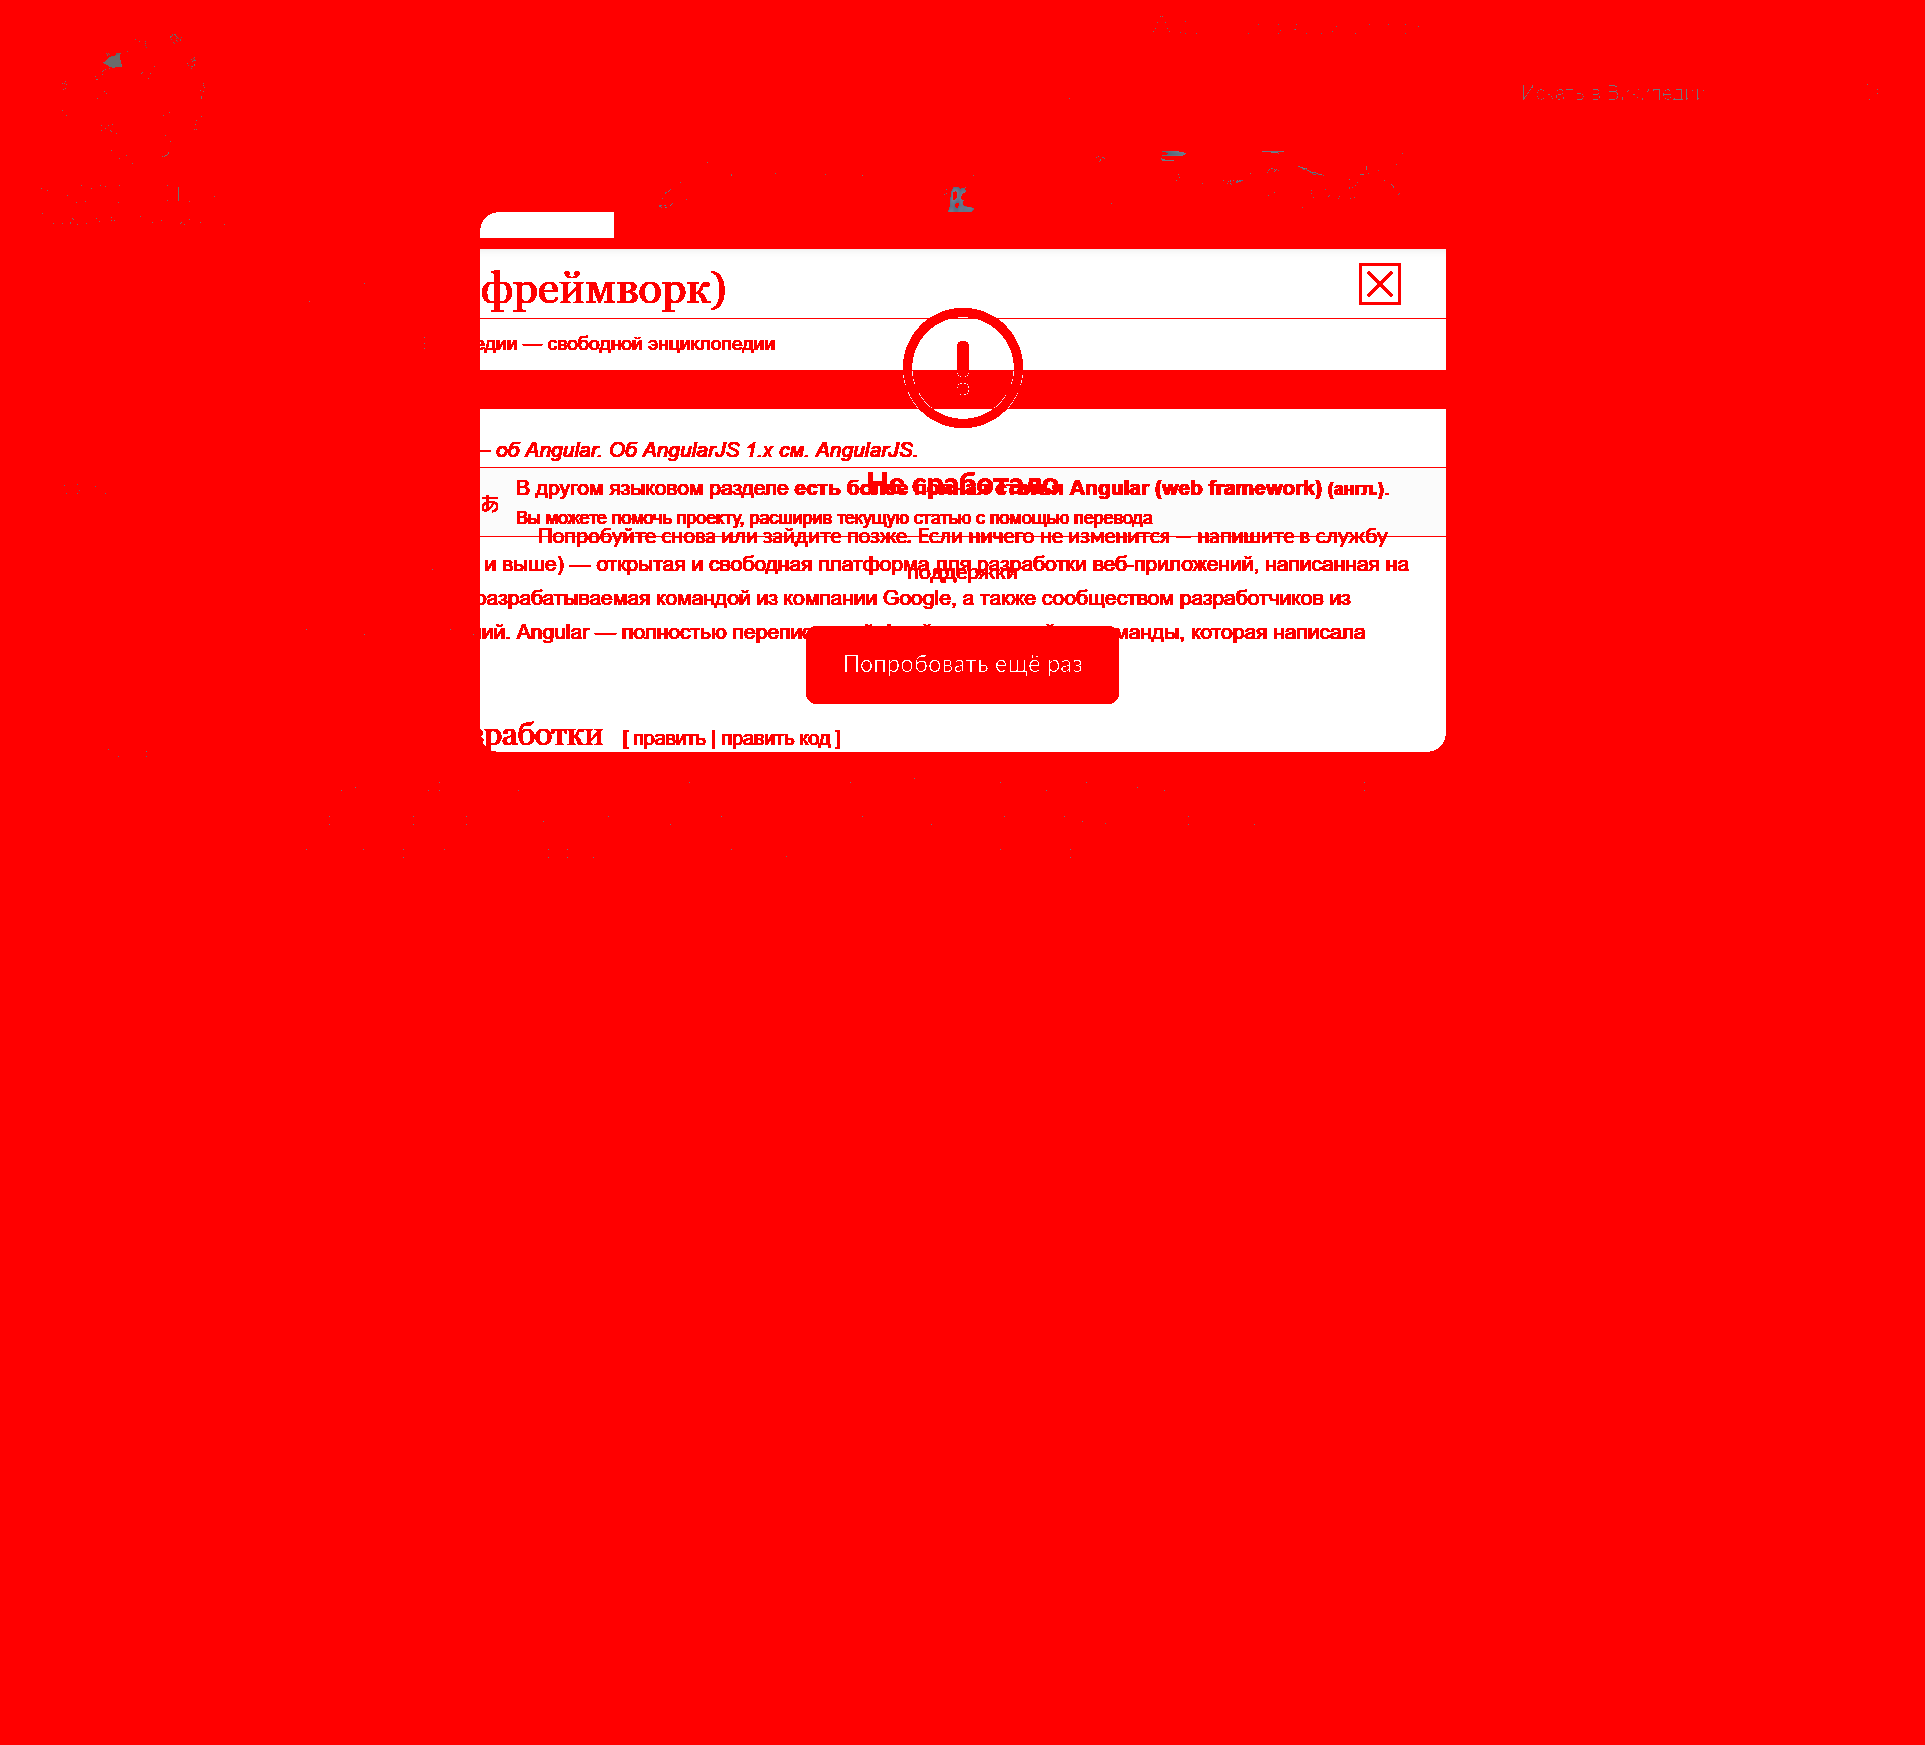 Искать в Википедии
фреймворк)
едии — свободной энциклопедии
– об Angular. Об AngularJS 1.x см. AngularJS.
Не сработало
В другом языковом разделе есть более полная статья Angular (web framework) (англ.).
Вы можете помочь проекту, расширив текущую статью с помощью перевода
Попробуйте снова или зайдите позже. Если ничего не изменится – напишите в службу
поддержки
и выше) — открытая и свободная платформа для разработки веб-приложений, написанная на
разрабатываемая командой из компании Google, а также сообществом разработчиков из
ий. Angular — полностью перепи манды, которая написала
Попробовать ещё раз
зработки [ править | править код ]